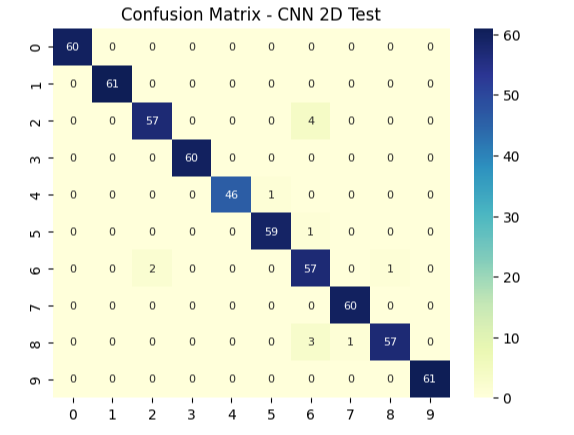 Confusion Matrix - CNN 2D Test
0 60 0 0 0 0 0 0 0 0 0
1 0 61 0 0 0 0 0 0 0 0
2 0 0 57 0 0 0 4 0 0 0
3 0 0 0 60 0 0 0 0 0 0
4 0 0 0 0 46 1 0 0 0 0
5 0 0 0 0 0 59 1 0 0 0
6 0 0 2 0 0 0 57 0 1 0
7 0 0 0 0 0 0 0 60 0 0
8 0 0 0 0 0 0 3 1 57 0
9 0 0 0 0 0 0 0 0 0 61
0 1 2 3 4 5 6 7 8 9
60
50
40
30
20
10
0